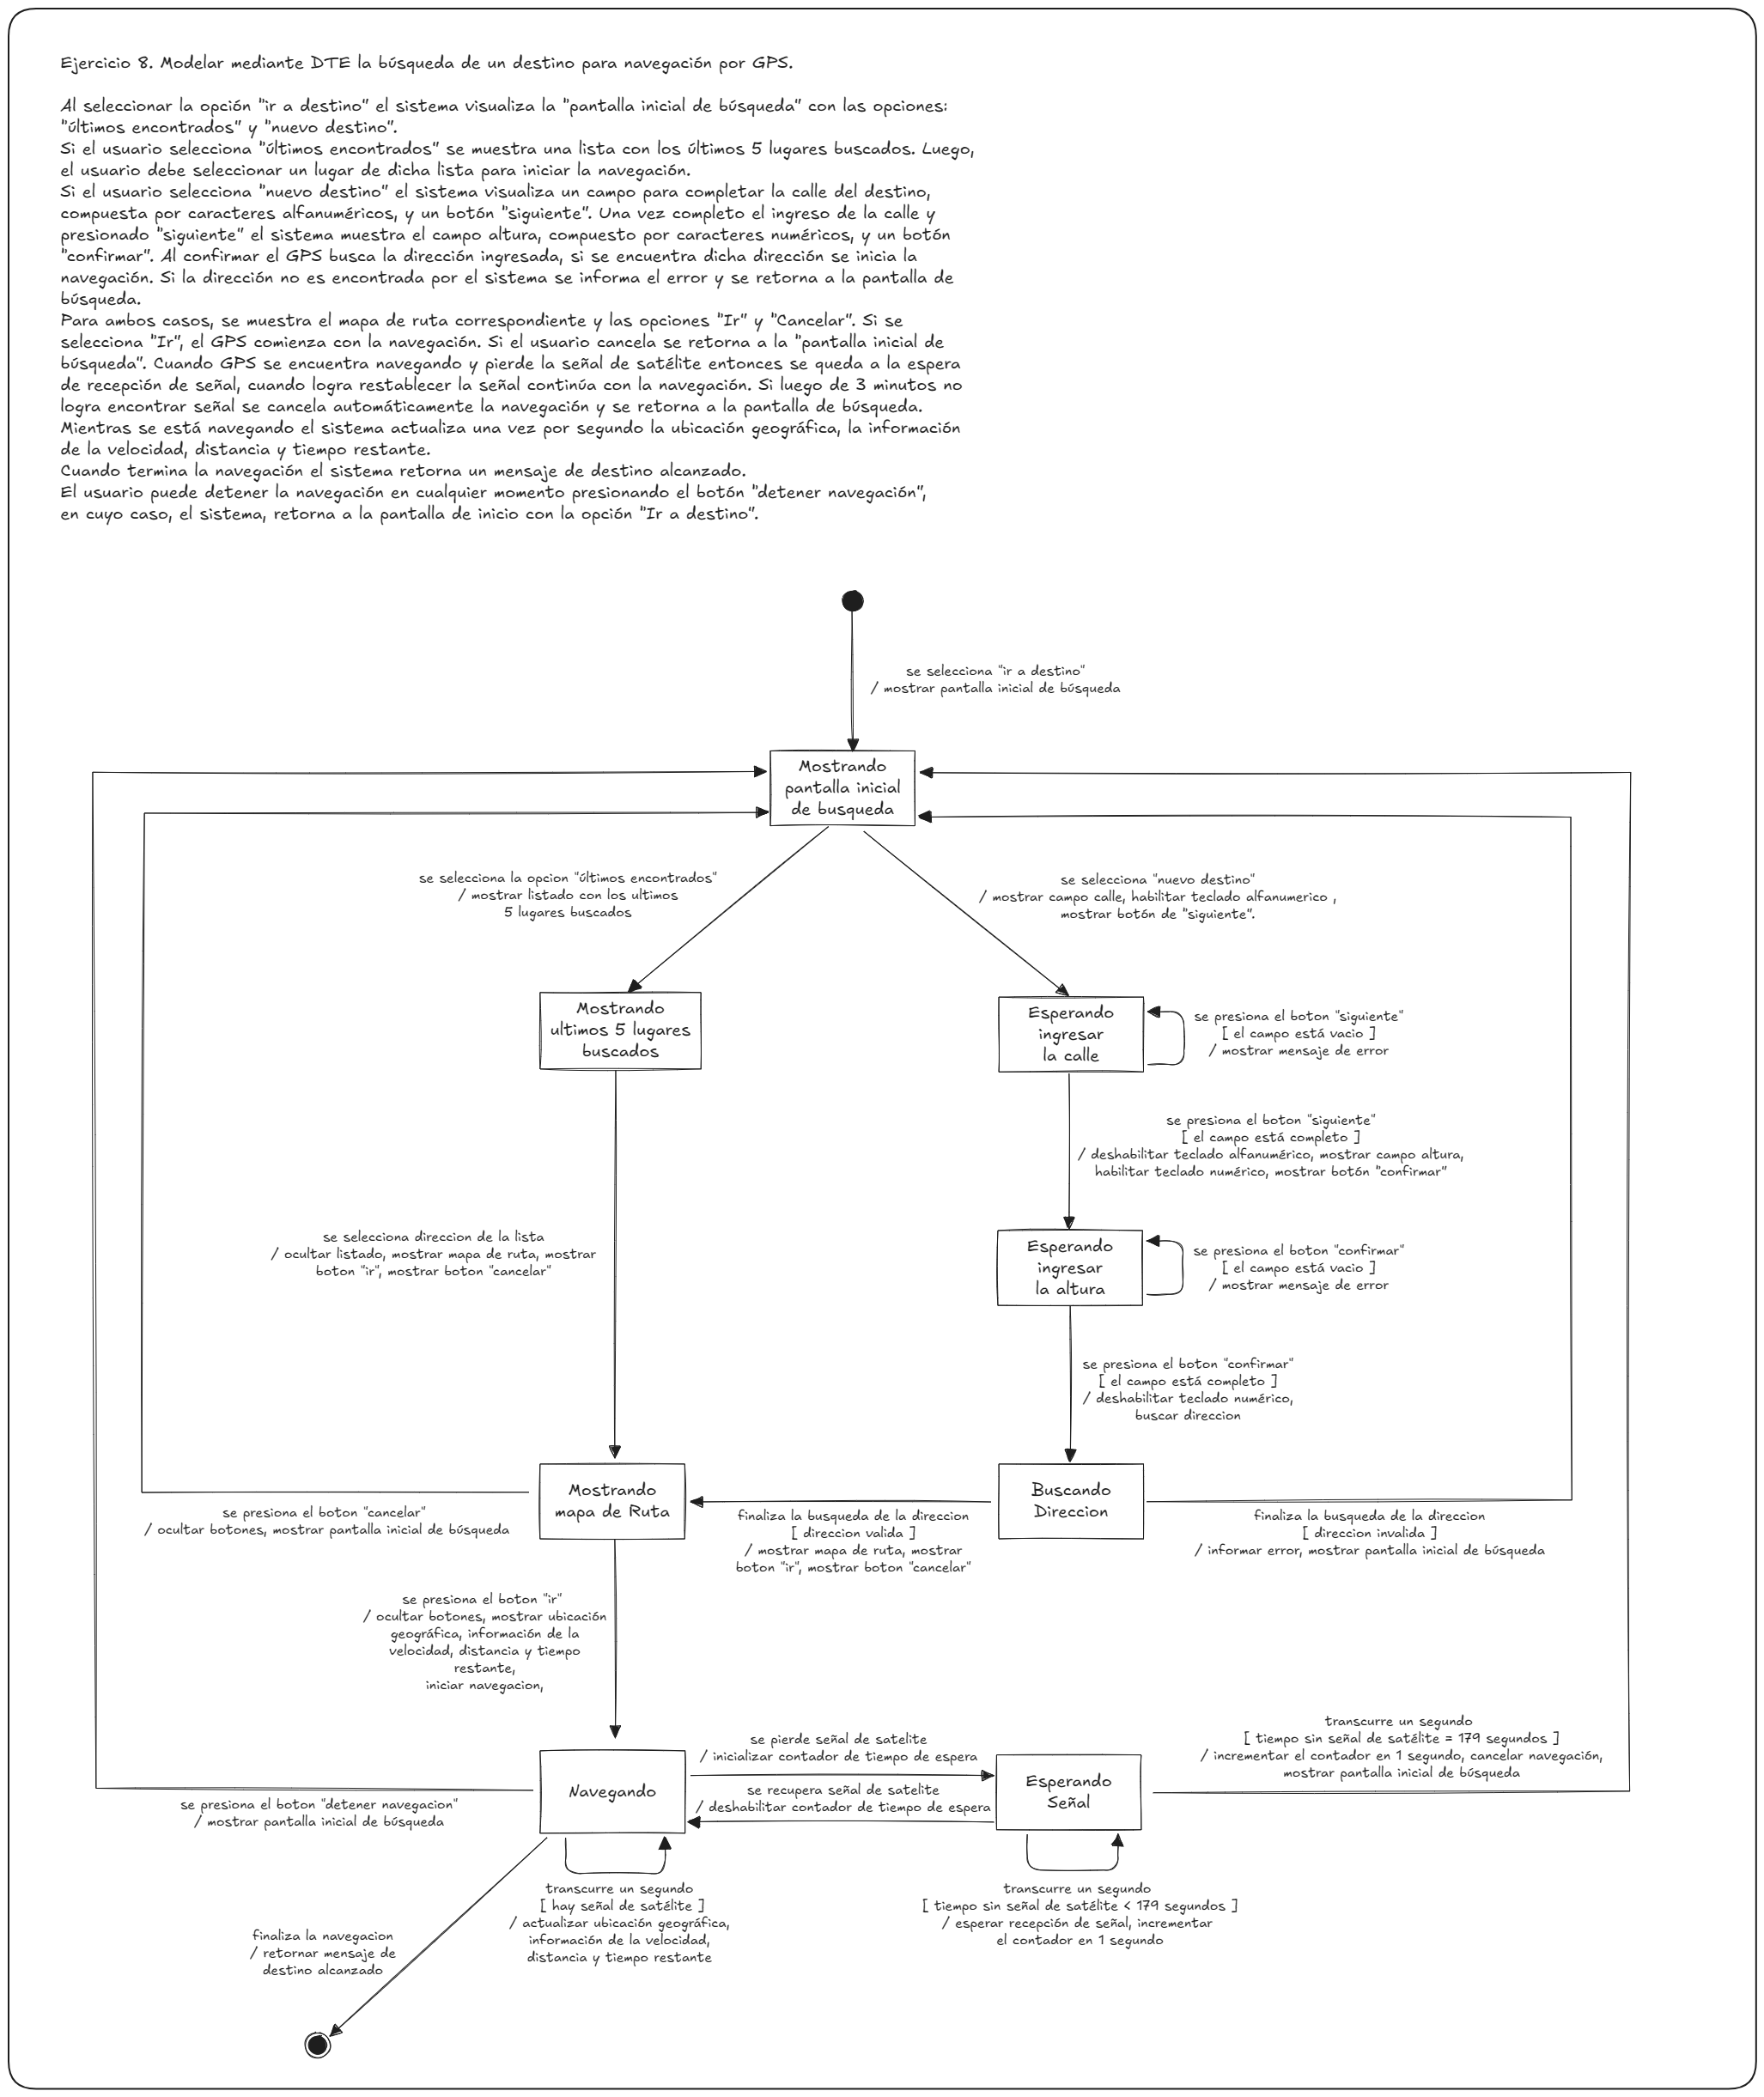 Ejercicio 8. Modelar mediante DTE la búsqueda de un destino para navegación por GPS.
Al seleccionar la opción "ir a destino" el sistema visualiza la "pantalla inicial de búsqueda" con las opciones:
"últimos encontrados" y "nuevo destino".
Si el usuario selecciona "últimos encontrados" se muestra una lista con los últimos 5 lugares buscados. Luego,
el usuario debe seleccionar un lugar de dicha lista para iniciar la navegación.
Si el usuario selecciona "nuevo destino" el sistema visualiza un campo para completar la calle del destino,
compuesta por caracteres alfanuméricos, y un botón "siguiente". Una vez completo el ingreso de la calle y
presionado "siguiente" el sistema muestra el campo altura, compuesto por caracteres numéricos, y un botón
"confirmar". Al confirmar el GPS busca la dirección ingresada, si se encuentra dicha dirección se inicia la
navegación. Si la dirección no es encontrada por el sistema se informa el error y se retorna a la pantalla de
búsqueda.
Para ambos casos, se muestra el mapa de ruta correspondiente y las opciones "Ir" y "Cancelar". Si se
selecciona "Ir", el GPS comienza con la navegación. Si el usuario cancela se retorna a la "pantalla inicial de
búsqueda". Cuando GPS se encuentra navegando y pierde la señal de satélite entonces se queda a la espera
de recepción de señal, cuando logra restablecer la señal continúa con la navegación. Si luego de 3 minutos no
logra encontrar señal se cancela automáticamente la navegación y se retorna a la pantalla de búsqueda.
Mientras se está navegando el sistema actualiza una vez por segundo la ubicación geográfica, la información
de la velocidad, distancia y tiempo restante.
Cuando termina la navegación el sistema retorna un mensaje de destino alcanzado.
El usuario puede detener la navegación en cualquier momento presionando el botón "detener navegación",
en cuyo caso, el sistema, retorna a la pantalla de inicio con la opción "Ir a destino".
se selecciona "ir a destino"
/ mostrar pantalla inicial de búsqueda
Mostrando
pantalla inicial
de busqueda
se selecciona la opcion "últimos encontrados"
/ mostrar listado con los ultimos
5 lugares buscados
se selecciona "nuevo destino"
/ mostrar campo calle, habilitar teclado alfanumerico ,
mostrar botón de "siguiente".
Mostrando
ultimos 5 lugares
buscados
Esperando
ingresar
la calle
se presiona el boton "siguiente"
[ el campo está vacio ]
/ mostrar mensaje de error
se presiona el boton "siguiente"
[ el campo está completo ]
/ deshabilitar teclado alfanumérico, mostrar campo altura,
habilitar teclado numérico, mostrar botón "confirmar"
se selecciona direccion de la lista
/ ocultar listado, mostrar mapa de ruta, mostrar
boton "ir", mostrar boton "cancelar"
Esperando
ingresar
la altura
se presiona el boton "confirmar"
[ el campo está vacio ]
/ mostrar mensaje de error
se presiona el boton "confirmar"
[ el campo está completo ]
/ deshabilitar teclado numérico,
buscar direccion
Mostrando
mapa de Ruta
Buscando
Direccion
se presiona el boton "cancelar"
/ ocultar botones, mostrar pantalla inicial de búsqueda
finaliza la busqueda de la direccion
[ direccion valida ]
/ mostrar mapa de ruta, mostrar
boton "ir", mostrar boton "cancelar"
finaliza la busqueda de la direccion
[ direccion invalida ]
/ informar error, mostrar pantalla inicial de búsqueda
se presiona el boton "ir"
/ ocultar botones, mostrar ubicación
geográfica, información de la
velocidad, distancia y tiempo
restante,
iniciar navegacion,
se pierde señal de satelite
/ inicializar contador de tiempo de espera
transcurre un segundo
[ tiempo sin señal de satélite = 179 segundos ]
/ incrementar el contador en 1 segundo, cancelar navegación,
mostrar pantalla inicial de búsqueda
Navegando
se recupera señal de satelite
/ deshabilitar contador de tiempo de espera
Esperando
Señal
se presiona el boton "detener navegacion"
/ mostrar pantalla inicial de búsqueda
transcurre un segundo
[ hay señal de satélite ]
/ actualizar ubicación geográfica,
información de la velocidad,
distancia y tiempo restante
transcurre un segundo
[ tiempo sin señal de satélite < 179 segundos ]
/ esperar recepción de señal, incrementar
el contador en 1 segundo
finaliza la navegacion
/ retornar mensaje de
destino alcanzado